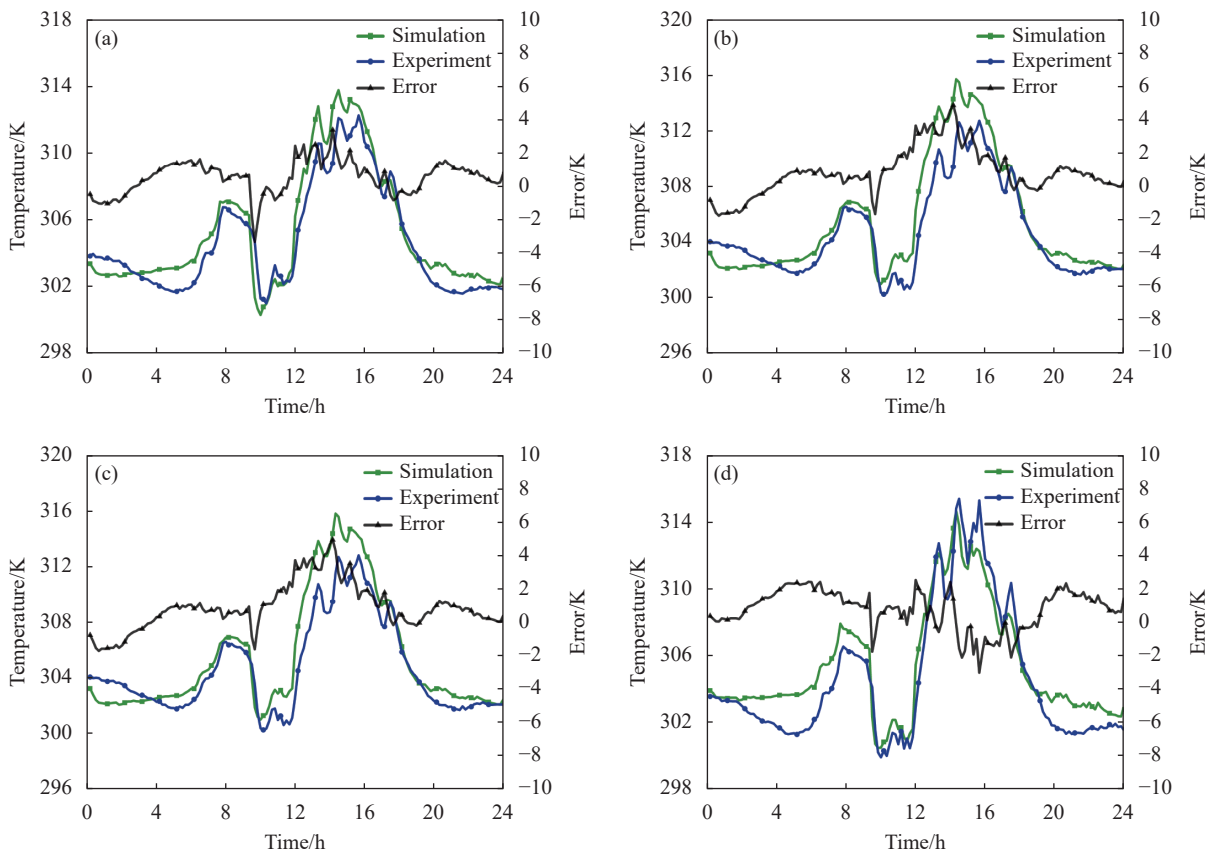 (a)
Simulation
Experiment
Error
318
314
310
306
302
298
Temperature/K
10
8
6
4
2
0
−2
−4
−6
−8
−10
Error/K
0 4 8 12 16 20 24
Time/h
(b)
Simulation
Experiment
Error
320
316
312
308
304
300
296
Temperature/K
10
8
6
4
2
0
−2
−4
−6
−8
−10
Error/K
0 4 8 12 16 20 24
Time/h
(c)
Simulation
Experiment
Error
320
316
312
308
304
300
296
Temperature/K
10
8
6
4
2
0
−2
−4
−6
−8
−10
Error/K
0 4 8 12 16 20 24
Time/h
(d)
Simulation
Experiment
Error
318
314
310
306
302
298
Temperature/K
10
8
6
4
2
0
−2
−4
−6
−8
−10
Error/K
0 4 8 12 16 20 24
Time/h